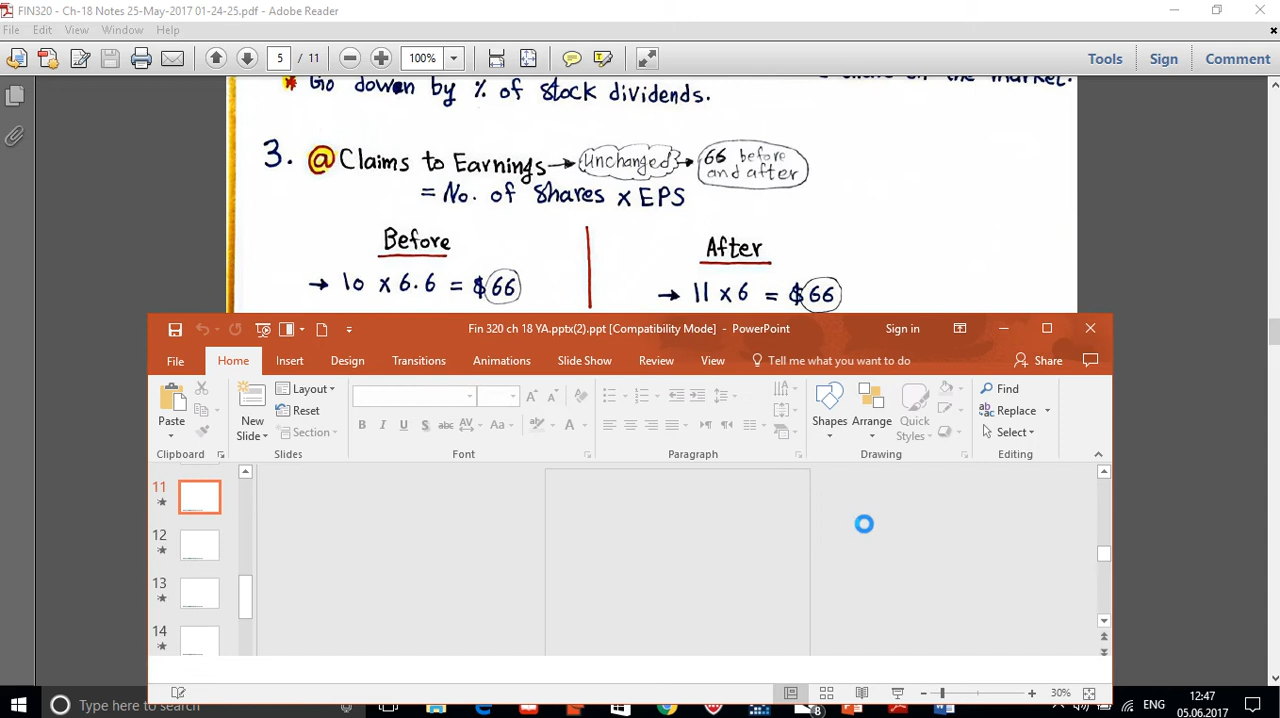 FIN320 - Ch-18 Notes 25-May-2017 01-24-25.pdf - Adobe Reader
File Edit View Window Help
5 / 11 100% Tools Sign Comment
* Go down by % of stock dividends.
3. @ Claims to Earnings → Unchanged → 66 before and after
= No. of Shares x EPS
Before After
→ 10 x 6.6 = $66
→ 11 x 6 = $66
Fin 320 ch 18 YA.pptx(2).ppt [Compatibility Mode] - PowerPoint Sign in
File Home Insert Design Transitions Animations Slide Show Review View Tell me what you want to do Share
Paste New Slide Layout Reset Section
B I U S abc AV Aa A
Shapes Arrange Quick Styles
Find Replace Select
Clipboard Slides Font Paragraph Drawing Editing
11
12
13
14
30%
Type here to search 8 ENG 12:47
05.06.2017